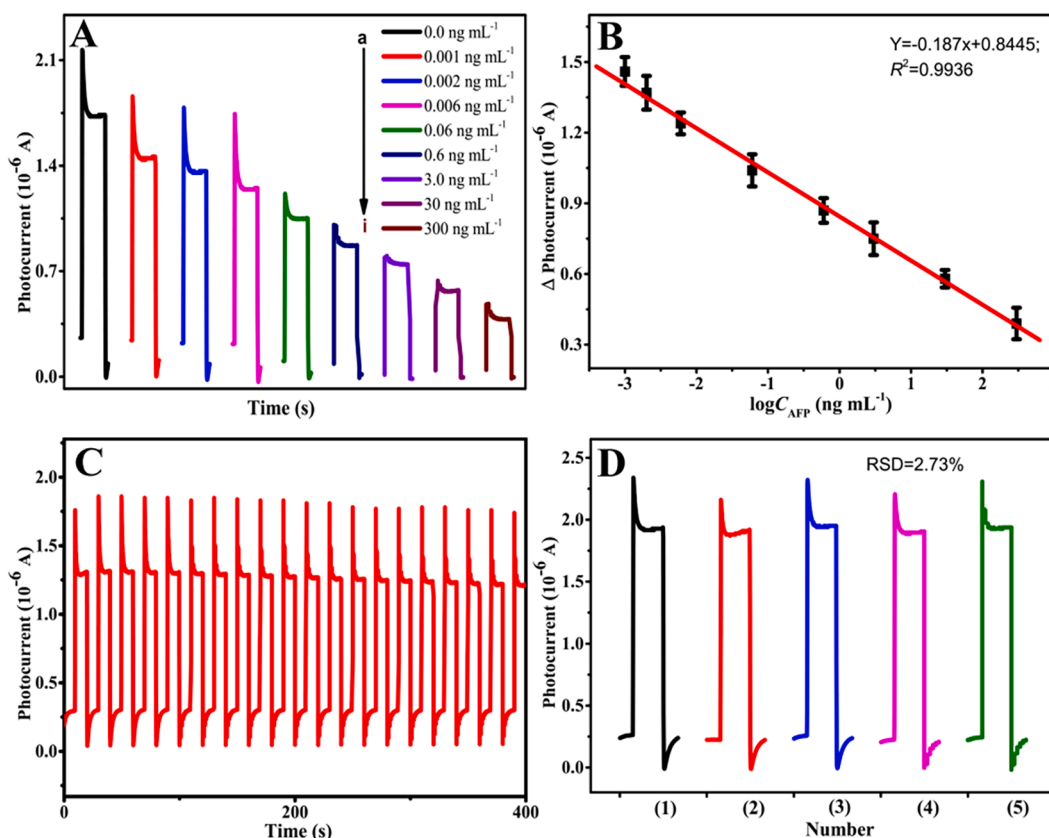 A
a
i
0.0 ng mL⁻¹
0.001 ng mL⁻¹
0.002 ng mL⁻¹
0.006 ng mL⁻¹
0.06 ng mL⁻¹
0.6 ng mL⁻¹
3.0 ng mL⁻¹
30 ng mL⁻¹
300 ng mL⁻¹
2.1
1.4
0.7
0.0
Photocurrent (10⁻⁶ A)
Time (s)
B
Y=-0.187x+0.8445;
R²=0.9936
1.5
1.2
0.9
0.6
0.3
Δ Photocurrent (10⁻⁶ A)
-3 -2 -1 0 1 2
logC_AFP (ng mL⁻¹)
C
2.0
1.5
1.0
0.5
0.0
Photocurrent (10⁻⁶ A)
0 200 400
Time (s)
D
RSD=2.73%
2.5
2.0
1.5
1.0
0.5
0.0
Photocurrent (10⁻⁶ A)
(1) (2) (3) (4) (5)
Number